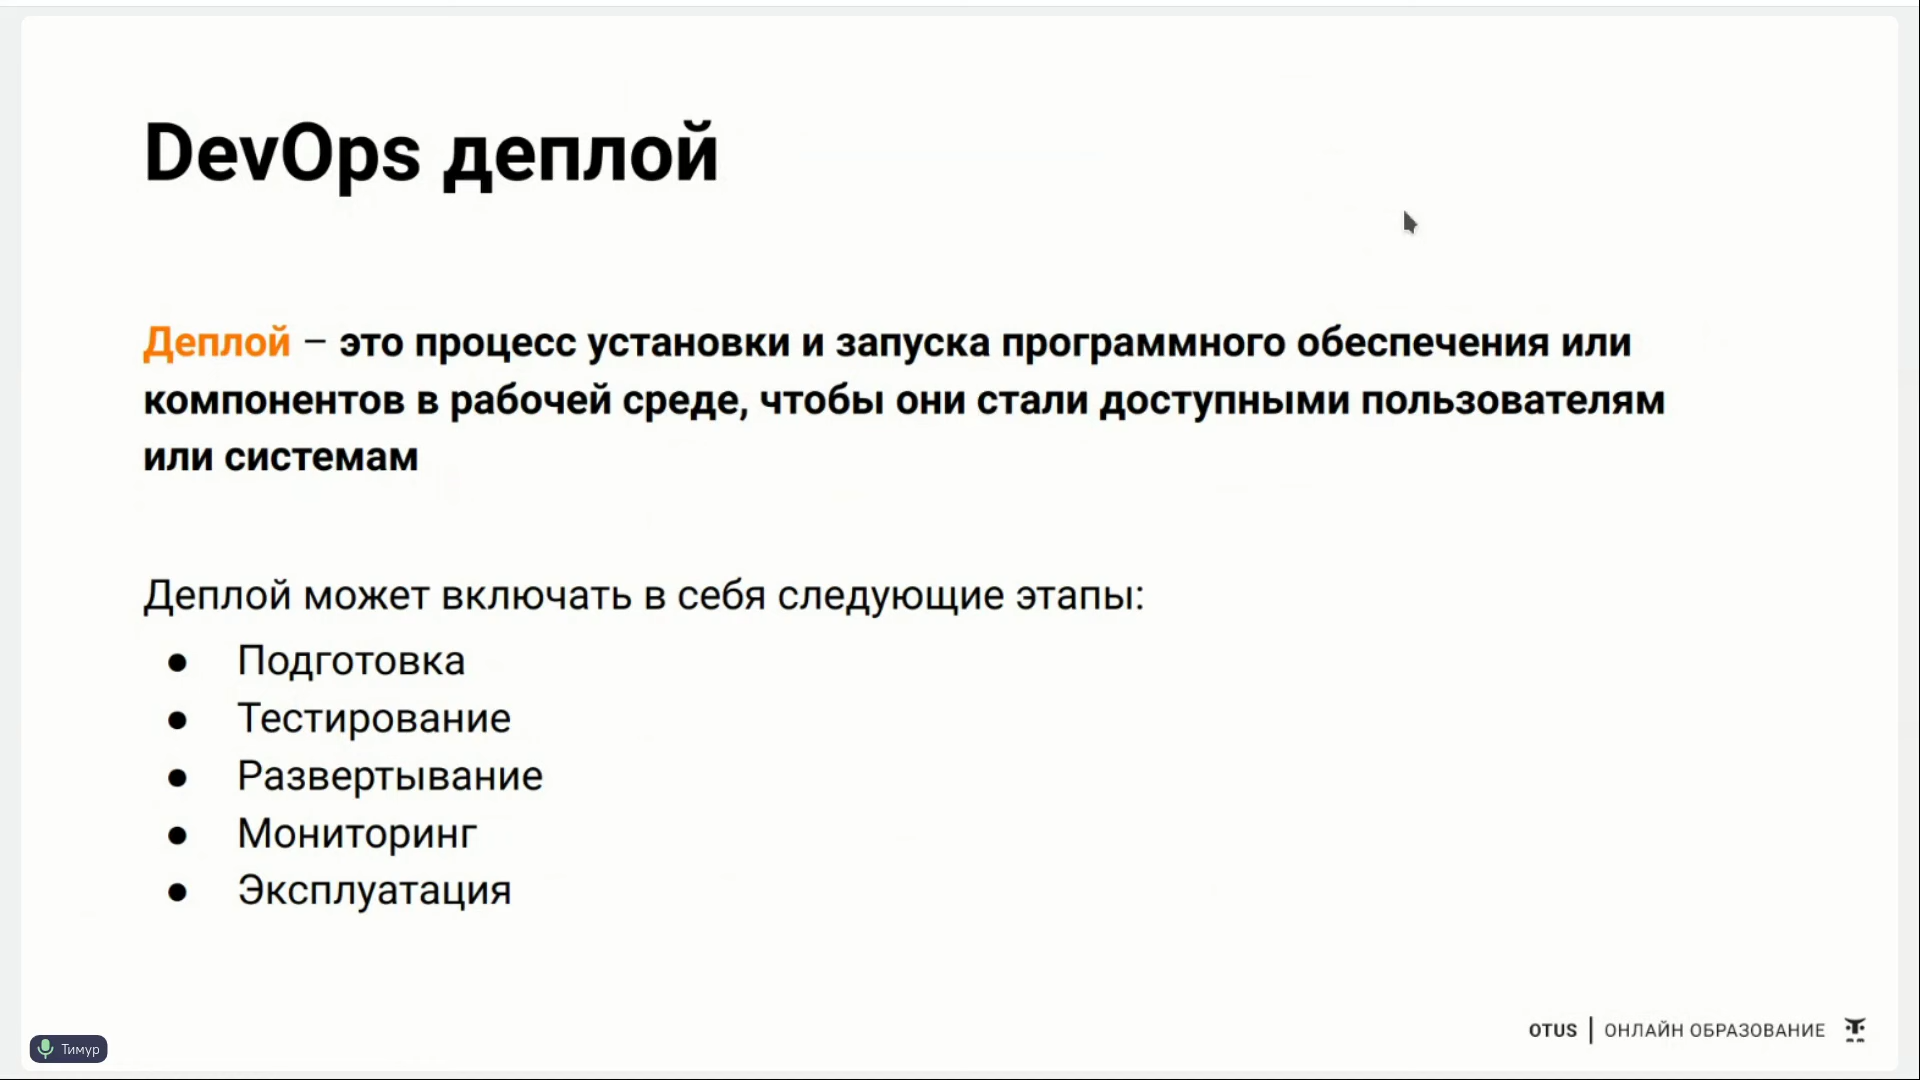 DevOps деплой
Деплой – это процесс установки и запуска программного обеспечения или
компонентов в рабочей среде, чтобы они стали доступными пользователям
или системам
Деплой может включать в себя следующие этапы:
● Подготовка
● Тестирование
● Развертывание
● Мониторинг
● Эксплуатация
OTUS | ОНЛАЙН ОБРАЗОВАНИЕ
Тимур